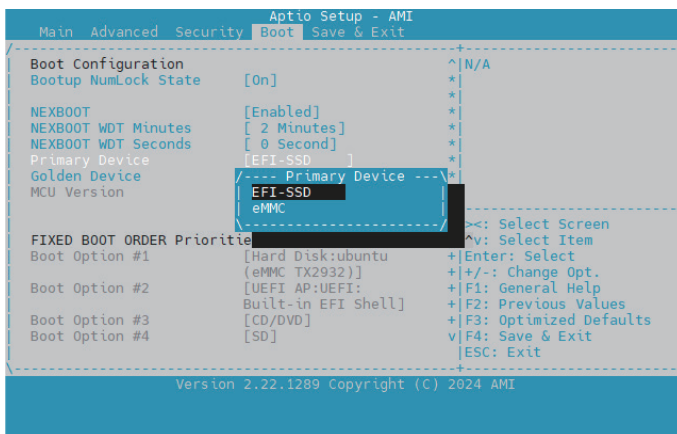 Aptio Setup - AMI
Main Advanced Security Boot Save & Exit
/--------------------------------------------------+-------------------------
| Boot Configuration ^|N/A
| Bootup NumLock State [On] *|
| *|
| NEXBOOT [Enabled] *|
| NEXBOOT WDT Minutes [ 2 Minutes] *|
| NEXBOOT WDT Seconds [ 0 Second] *|
| Primary Device [EFI-SSD ] *|
| Golden Device /---- Primary Device ---\*|
| MCU Version | EFI-SSD |
| | eMMC |
| \-----------------------/
><: Select Screen
| FIXED BOOT ORDER Prioritie ^v: Select Item
| Boot Option #1 [Hard Disk:ubuntu +|Enter: Select
| (eMMC TX2932)] +|+/-: Change Opt.
| Boot Option #2 [UEFI AP:UEFI: +|F1: General Help
| Built-in EFI Shell] +|F2: Previous Values
| Boot Option #3 [CD/DVD] +|F3: Optimized Defaults
| Boot Option #4 [SD] v|F4: Save & Exit
| |ESC: Exit
\--------------------------------------------------+-------------------------
Version 2.22.1289 Copyright (C) 2024 AMI